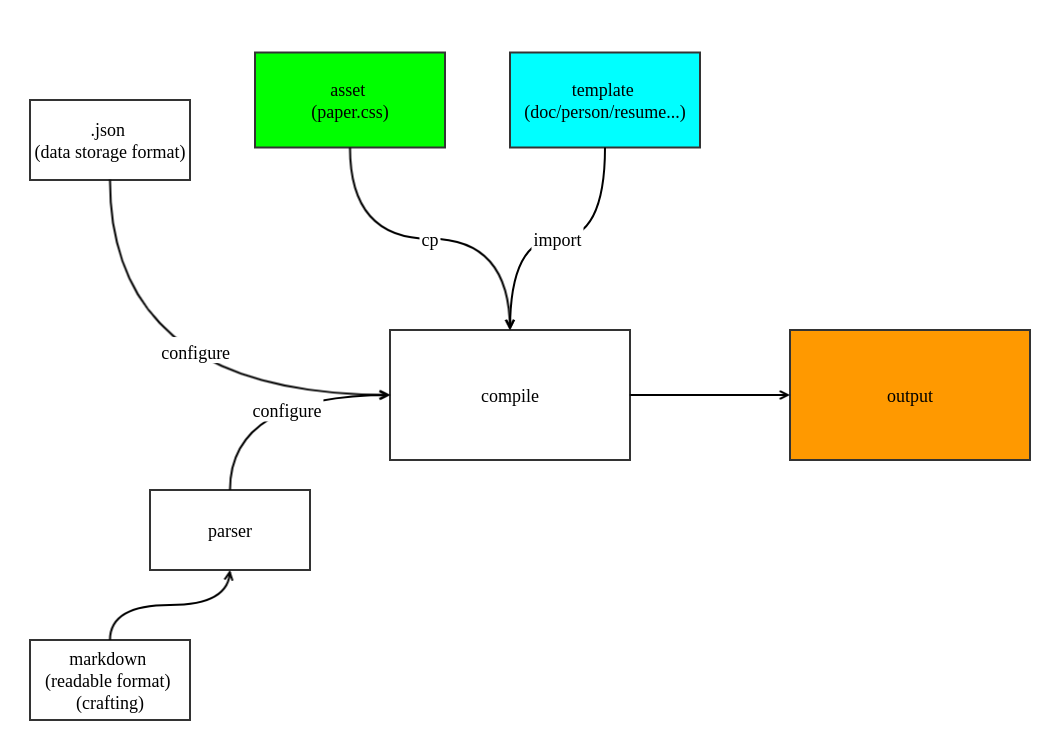 asset
(paper.css)
template
(doc/person/resume...)
.json
(data storage format)
cp
import
configure
configure
compile
output
parser
markdown
(readable format)
(crafting)